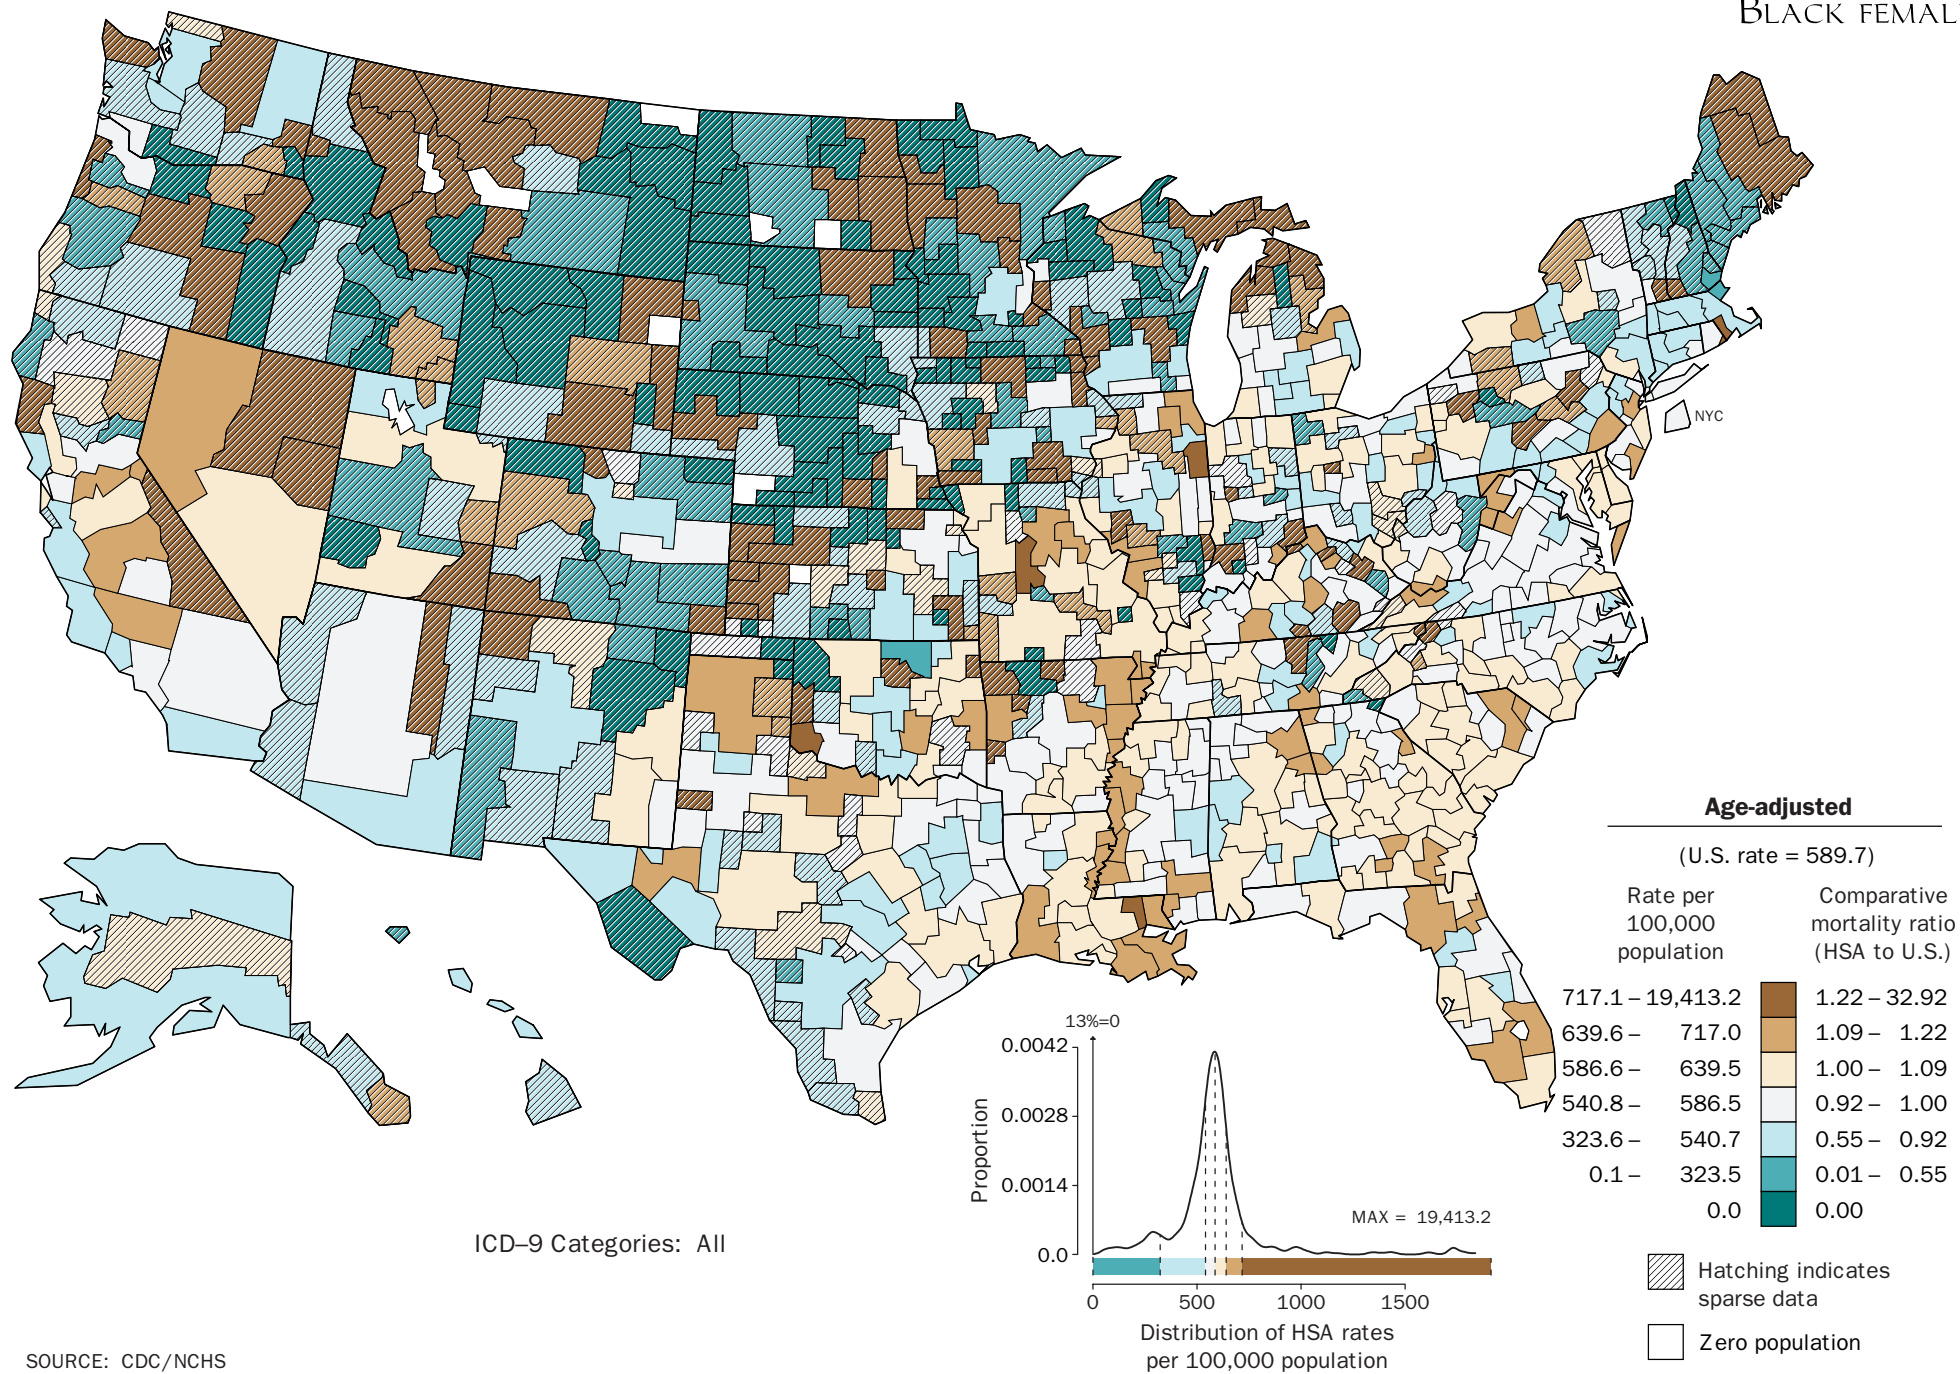 BLACK FEMAL
NYC
Age-adjusted
(U.S. rate = 589.7)
Rate per 100,000 population
Comparative mortality ratio (HSA to U.S.)
717.1 – 19,413.2 1.22 – 32.92
639.6 – 717.0 1.09 – 1.22
586.6 – 639.5 1.00 – 1.09
540.8 – 586.5 0.92 – 1.00
323.6 – 540.7 0.55 – 0.92
0.1 – 323.5 0.01 – 0.55
0.0 0.00
Hatching indicates
sparse data
Zero population
13%=0
0.0042
0.0028
0.0014
0.0
Proportion
MAX = 19,413.2
0 500 1000 1500
Distribution of HSA rates
per 100,000 population
ICD–9 Categories: All
SOURCE: CDC/NCHS